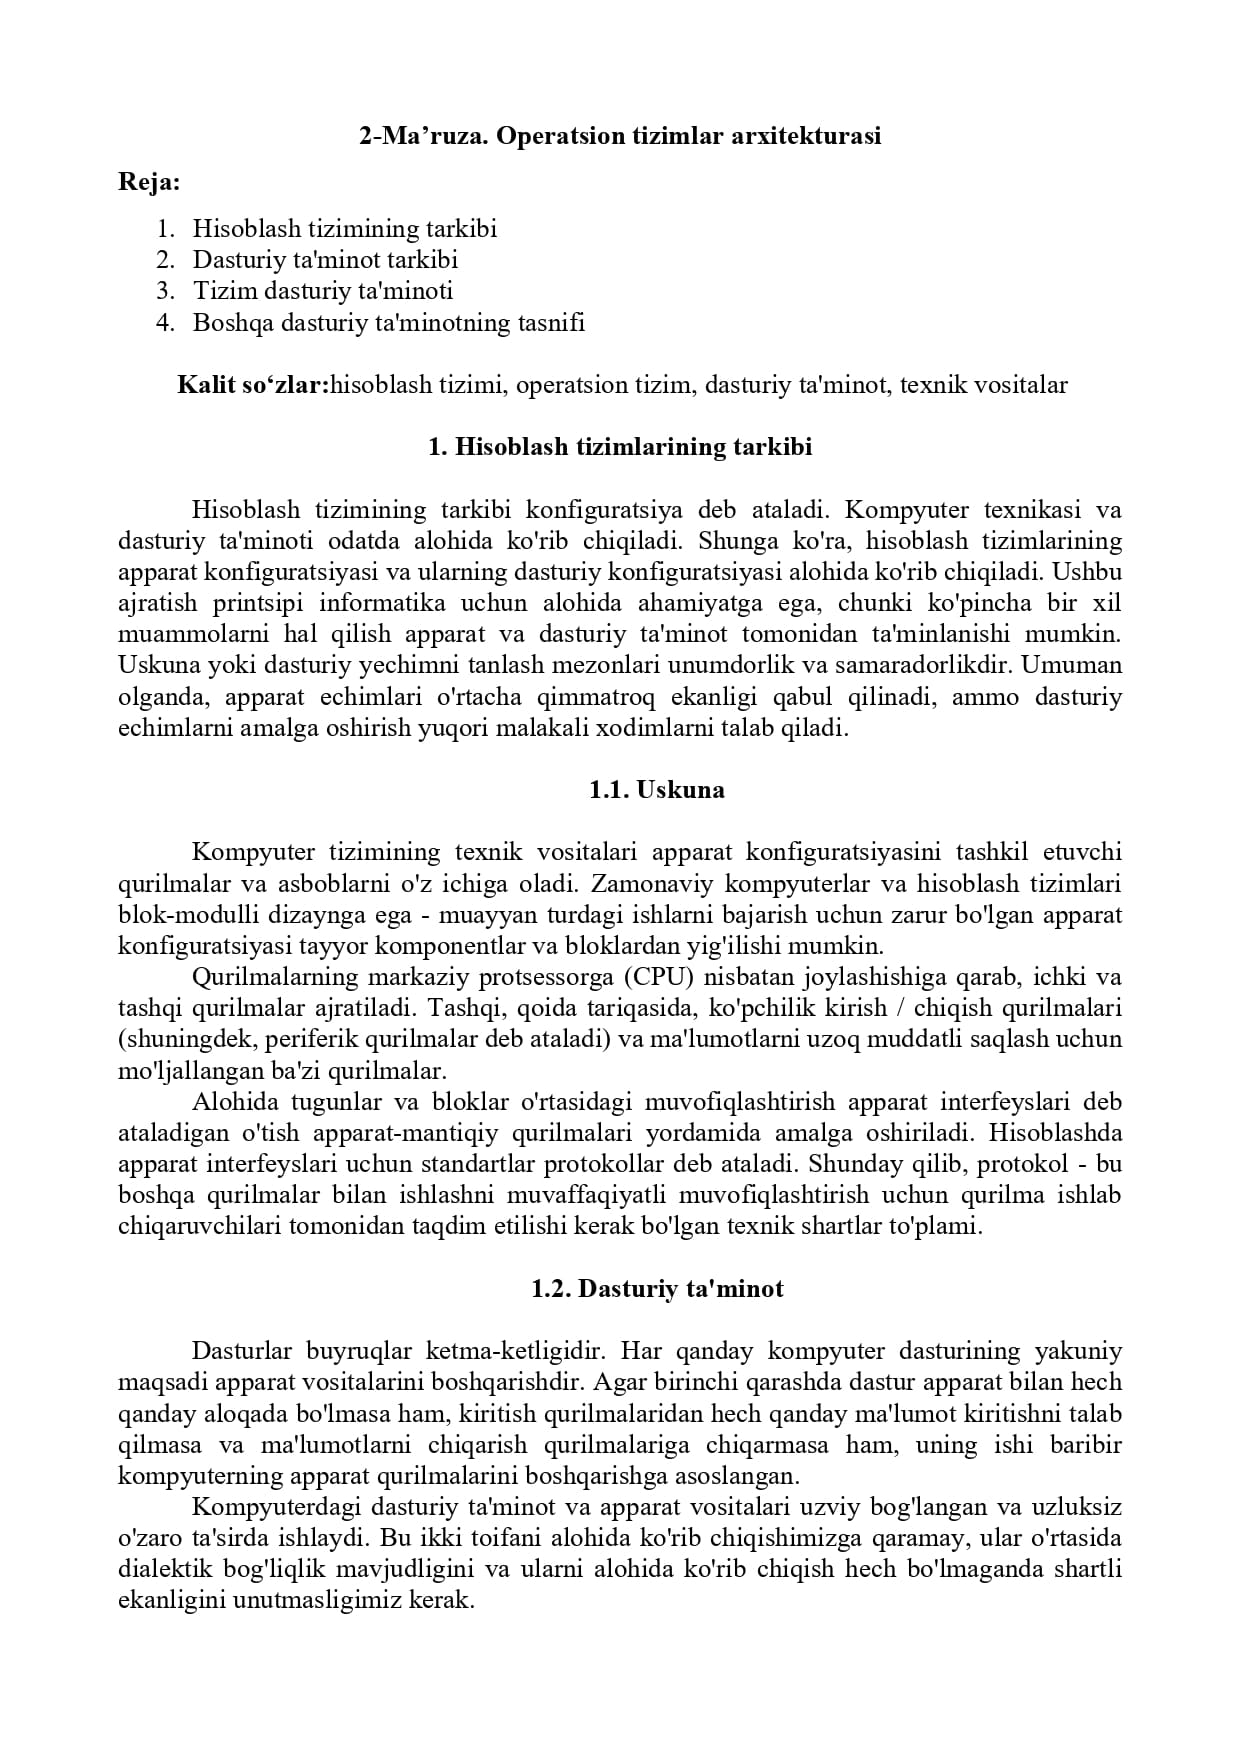 2-Ma’ruza. Operatsion tizimlar arxitekturasi
Reja:
1. Hisoblash tizimining tarkibi
2. Dasturiy ta'minot tarkibi
3. Tizim dasturiy ta'minoti
4. Boshqa dasturiy ta'minotning tasnifi
Kalit so‘zlar:hisoblash tizimi, operatsion tizim, dasturiy ta'minot, texnik vositalar
1. Hisoblash tizimlarining tarkibi
Hisoblash tizimining tarkibi konfiguratsiya deb ataladi. Kompyuter texnikasi va
dasturiy ta'minoti odatda alohida ko'rib chiqiladi. Shunga ko'ra, hisoblash tizimlarining
apparat konfiguratsiyasi va ularning dasturiy konfiguratsiyasi alohida ko'rib chiqiladi. Ushbu
ajratish printsipi informatika uchun alohida ahamiyatga ega, chunki ko'pincha bir xil
muammolarni hal qilish apparat va dasturiy ta'minot tomonidan ta'minlanishi mumkin.
Uskuna yoki dasturiy yechimni tanlash mezonlari unumdorlik va samaradorlikdir. Umuman
olganda, apparat echimlari o'rtacha qimmatroq ekanligi qabul qilinadi, ammo dasturiy
echimlarni amalga oshirish yuqori malakali xodimlarni talab qiladi.
1.1. Uskuna
Kompyuter tizimining texnik vositalari apparat konfiguratsiyasini tashkil etuvchi
qurilmalar va asboblarni o'z ichiga oladi. Zamonaviy kompyuterlar va hisoblash tizimlari
blok-modulli dizaynga ega - muayyan turdagi ishlarni bajarish uchun zarur bo'lgan apparat
konfiguratsiyasi tayyor komponentlar va bloklardan yig'ilishi mumkin.
Qurilmalarning markaziy protsessorga (CPU) nisbatan joylashishiga qarab, ichki va
tashqi qurilmalar ajratiladi. Tashqi, qoida tariqasida, ko'pchilik kirish / chiqish qurilmalari
(shuningdek, periferik qurilmalar deb ataladi) va ma'lumotlarni uzoq muddatli saqlash uchun
mo'ljallangan ba'zi qurilmalar.
Alohida tugunlar va bloklar o'rtasidagi muvofiqlashtirish apparat interfeyslari deb
ataladigan o'tish apparat-mantiqiy qurilmalari yordamida amalga oshiriladi. Hisoblashda
apparat interfeyslari uchun standartlar protokollar deb ataladi. Shunday qilib, protokol - bu
boshqa qurilmalar bilan ishlashni muvaffaqiyatli muvofiqlashtirish uchun qurilma ishlab
chiqaruvchilari tomonidan taqdim etilishi kerak bo'lgan texnik shartlar to'plami.
1.2. Dasturiy ta'minot
Dasturlar buyruqlar ketma-ketligidir. Har qanday kompyuter dasturining yakuniy
maqsadi apparat vositalarini boshqarishdir. Agar birinchi qarashda dastur apparat bilan hech
qanday aloqada bo'lmasa ham, kiritish qurilmalaridan hech qanday ma'lumot kiritishni talab
qilmasa va ma'lumotlarni chiqarish qurilmalariga chiqarmasa ham, uning ishi baribir
kompyuterning apparat qurilmalarini boshqarishga asoslangan.
Kompyuterdagi dasturiy ta'minot va apparat vositalari uzviy bog'langan va uzluksiz
o'zaro ta'sirda ishlaydi. Bu ikki toifani alohida ko'rib chiqishimizga qaramay, ular o'rtasida
dialektik bog'liqlik mavjudligini va ularni alohida ko'rib chiqish hech bo'lmaganda shartli
ekanligini unutmasligimiz kerak.